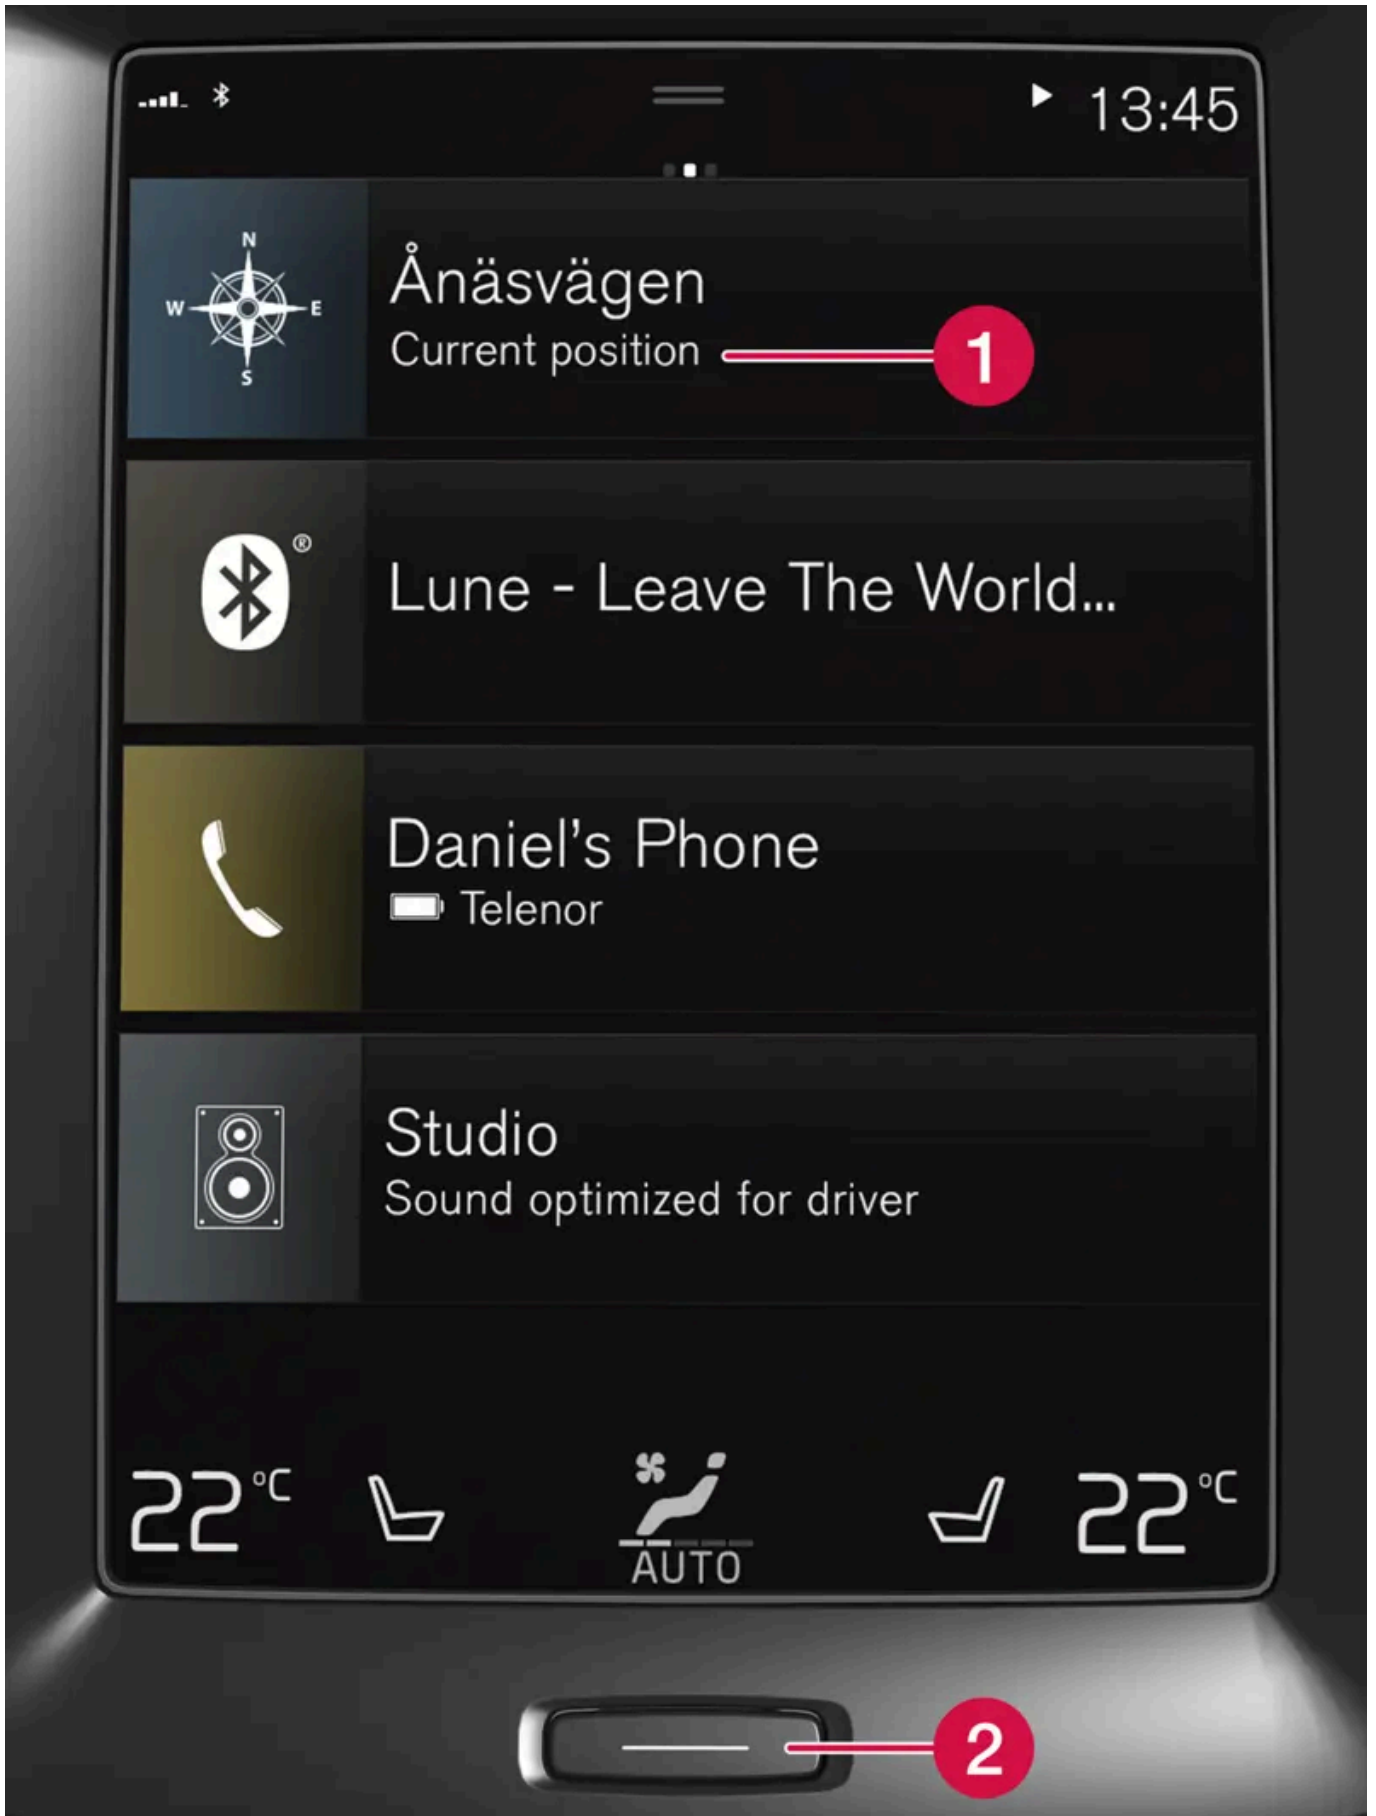 13:45
N
W E
S
Ånäsvägen
Current position
1
®
Lune - Leave The World...
Daniel's Phone
Telenor
Studio
Sound optimized for driver
22°C
22°C
AUTO
2